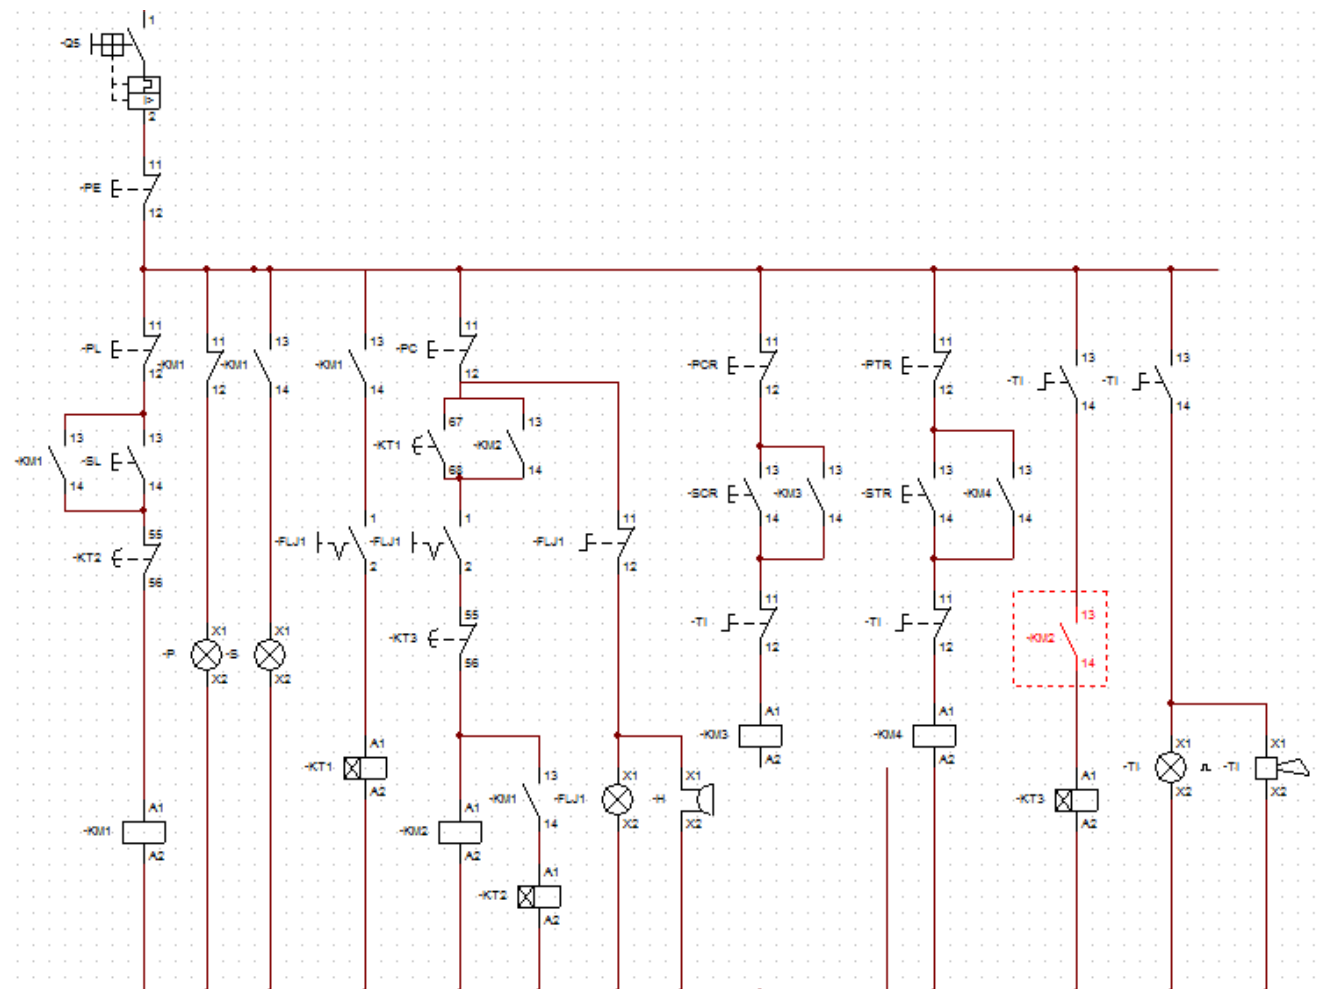 1
-Q5
I>
2
11
-PE
12
11 -PL 12
11 -KM1 12
13 -KM1 14
13 -KM1 14
11 -PC 12
11 -PCR 12
11 -PTR 12
13 -TI 14
13 -TI 14
13 -KM1 14
13 -SL 14
67 -KT1 68
13 -KM2 14
13 -SCR 14
13 -KM3 14
13 -STR 14
13 -KM4 14
55 -KT2 56
1 -FLJ1 2
1 -FLJ1 2
11 -FLJ1 12
11 -TI 12
11 -TI 12
13 -KM2 14
X1 -P X2
X1 -S X2
55 -KT3 56
A1 -KM3 A2
A1 -KM4 A2
A1 -KT1 A2
A1 -KM1 A2
A1 -KM2 A2
13 -KM1 14
X1 -FLJ1 X2
X1 -H X2
A1 -KT3 A2
X1 -TI X2
X1 -TI X2
A1 -KT2 A2